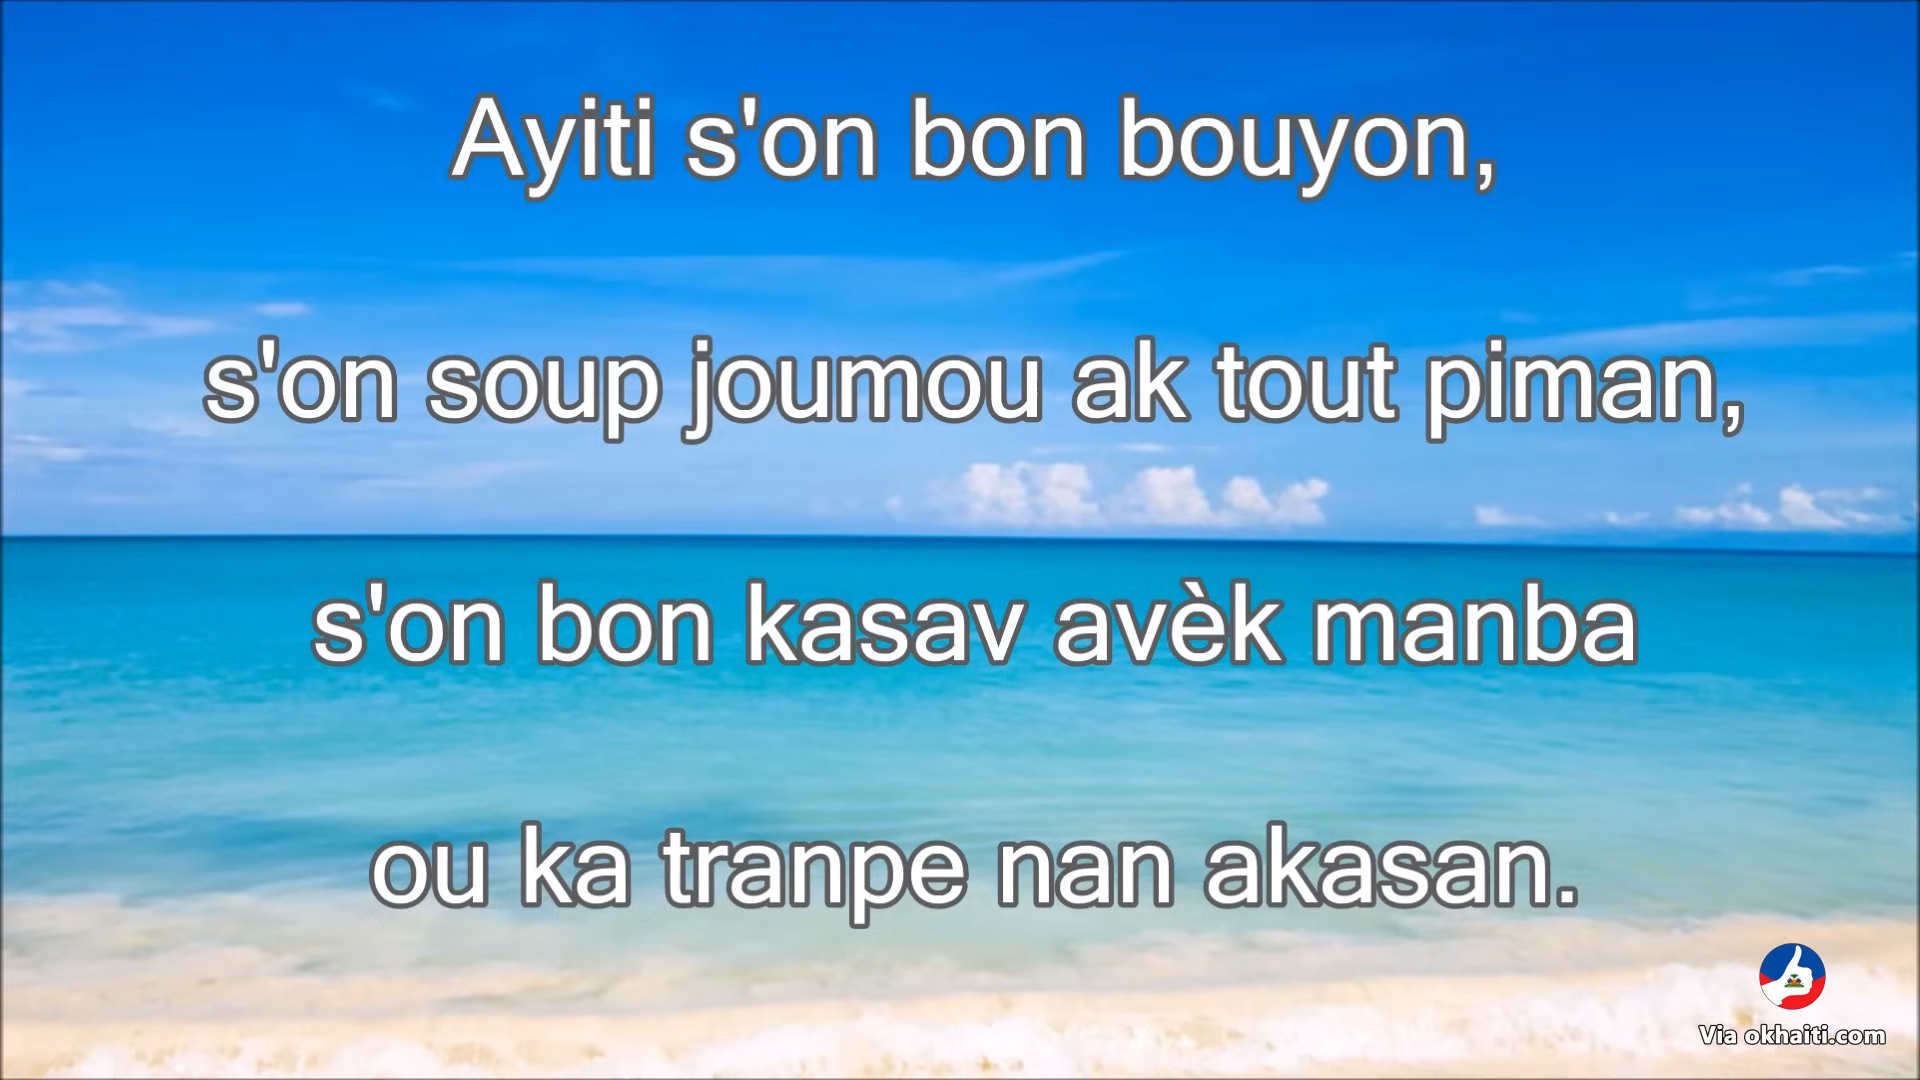 Ayiti s'on bon bouyon,
s'on soup joumou ak tout piman,
s'on bon kasav avèk manba
ou ka tranpe nan akasan.
Via okhaiti.com